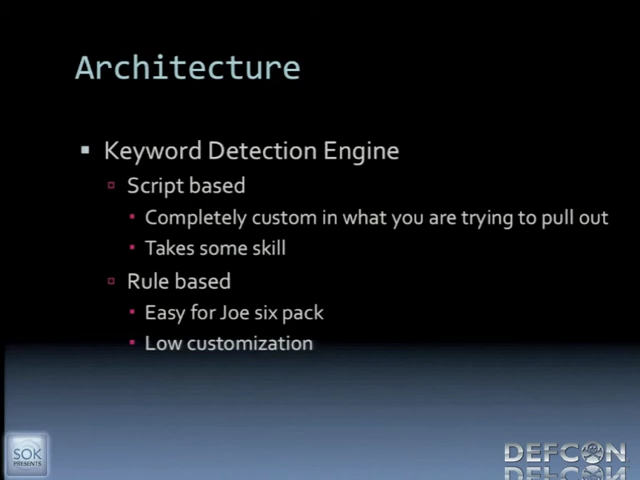 Architecture
Keyword Detection Engine
Script based
Completely custom in what you are trying to pull out
Takes some skill
Rule based
Easy for Joe six pack
Low customization
SOK
PRESENTS
DEFCON